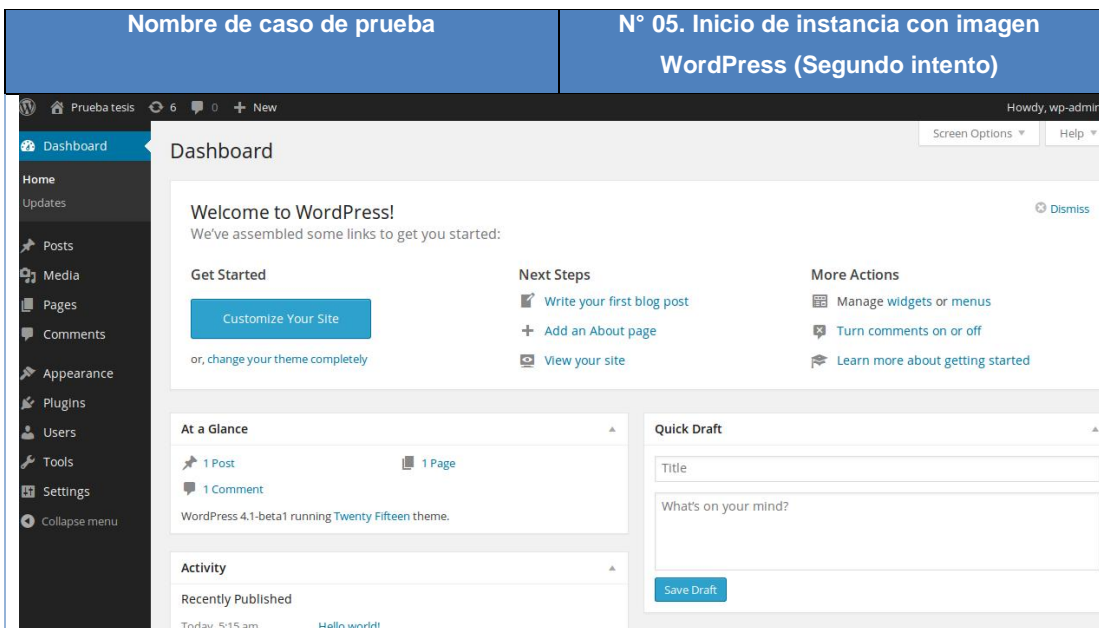 Nombre de caso de prueba
N° 05. Inicio de instancia con imagen
WordPress (Segundo intento)
Prueba tesis 6 0 + New
Howdy, wp-admin
Dashboard
Home
Updates
Posts
Media
Pages
Comments
Appearance
Plugins
Users
Tools
Settings
Collapse menu
Screen Options
Help
Dashboard
Welcome to WordPress!
We've assembled some links to get you started:
Dismiss
Get Started
Customize Your Site
or, change your theme completely
Next Steps
Write your first blog post
Add an About page
View your site
More Actions
Manage widgets or menus
Turn comments on or off
Learn more about getting started
At a Glance
1 Post
1 Page
1 Comment
WordPress 4.1-beta1 running Twenty Fifteen theme.
Activity
Recently Published
Today, 5:15 am Hello world!
Quick Draft
Title
What's on your mind?
Save Draft